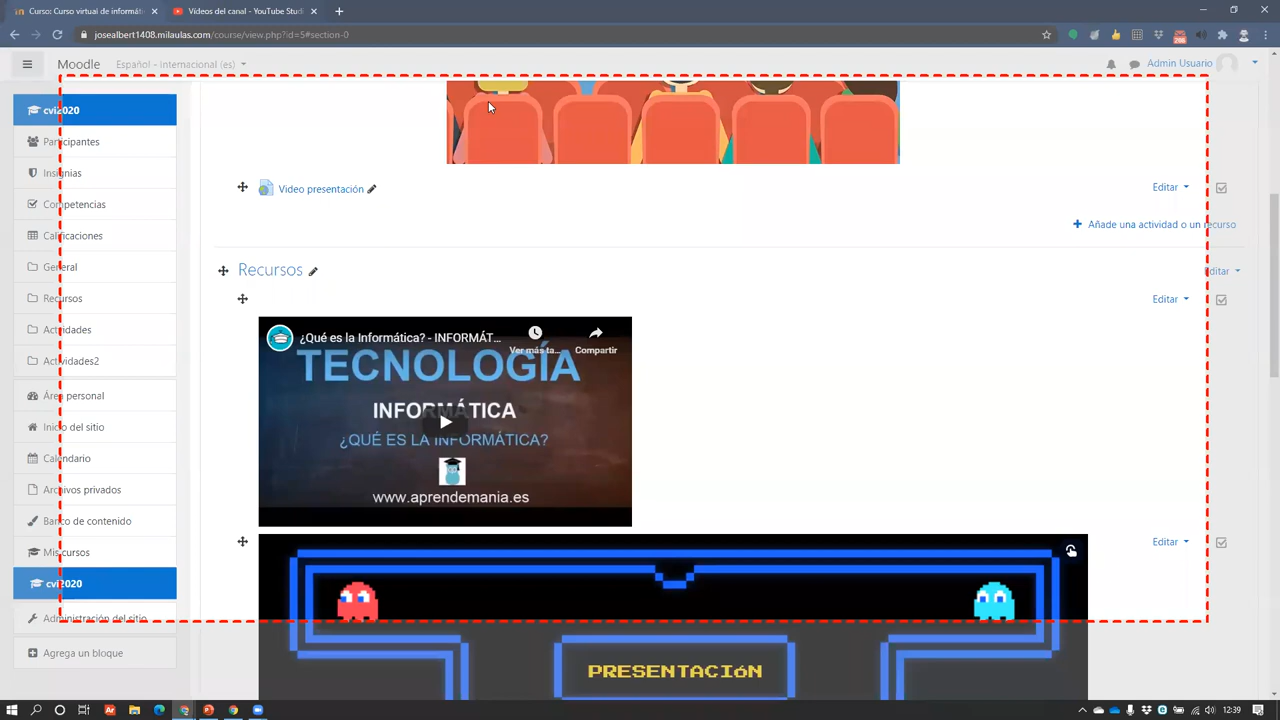 Curso: Curso virtual de informáti
Vídeos del canal - YouTube Stud
josealbert1408.milaulas.com/course/view.php?id=5#section-0
Moodle
Español - Internacional (es)
Admin Usuario
cvi2020
Participantes
Insignias
Competencias
Calificaciones
General
Recursos
Actividades
Actividades2
Área personal
Inicio del sitio
Calendario
Archivos privados
Banco de contenido
Mis cursos
cvi2020
Administración del sitio
Agrega un bloque
Video presentación
Editar
Añade una actividad o un recurso
Recursos
Editar
Editar
¿Qué es la Informática? - INFORMÁT...
Ver más ta...
Compartir
TECNOLOGÍA
INFORMÁTICA
¿QUÉ ES LA INFORMÁTICA?
www.aprendemania.es
Editar
PRESENTACIÓN
12:39